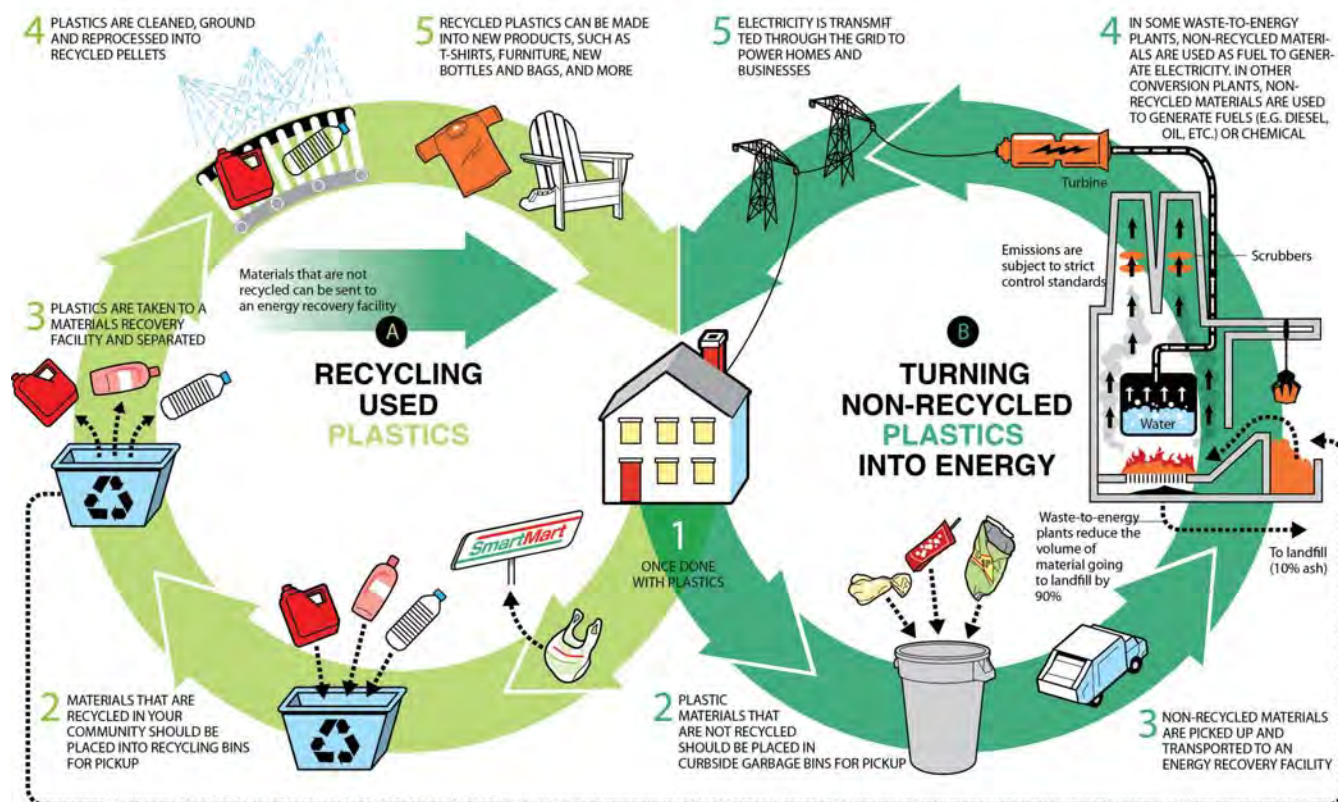 4 PLASTICS ARE CLEANED, GROUND
AND REPROCESSED INTO
RECYCLED PELLETS
5 RECYCLED PLASTICS CAN BE MADE
INTO NEW PRODUCTS, SUCH AS
T-SHIRTS, FURNITURE, NEW
BOTTLES AND BAGS, AND MORE
5 ELECTRICITY IS TRANSMIT
TED THROUGH THE GRID TO
POWER HOMES AND
BUSINESSES
4 IN SOME WASTE-TO-ENERGY
PLANTS, NON-RECYCLED MATERI-
ALS ARE USED AS FUEL TO GENER-
ATE ELECTRICITY. IN OTHER
CONVERSION PLANTS, NON-
RECYCLED MATERIALS ARE USED
TO GENERATE FUELS (E.G. DIESEL,
OIL, ETC.) OR CHEMICAL
Turbine
Emissions are
subject to strict
control standards
Scrubbers
Materials that are not
recycled can be sent to
an energy recovery facility
3 PLASTICS ARE TAKEN TO A
MATERIALS RECOVERY
FACILITY AND SEPARATED
A
RECYCLING
USED
PLASTICS
B
TURNING
NON-RECYCLED
PLASTICS
INTO ENERGY
Water
SmartMart
1
ONCE DONE
WITH PLASTICS
Waste-to-energy
plants reduce the
volume of
material going
to landfill by
90%
To landfill
(10% ash)
2 MATERIALS THAT ARE
RECYCLED IN YOUR
COMMUNITY SHOULD BE
PLACED INTO RECYCLING BINS
FOR PICKUP
2 PLASTIC
MATERIALS THAT
ARE NOT RECYCLED
SHOULD BE PLACED IN
CURBSIDE GARBAGE BINS FOR PICKUP
3 NON-RECYCLED MATERIALS
ARE PICKED UP AND
TRANSPORTED TO AN
ENERGY RECOVERY FACILITY